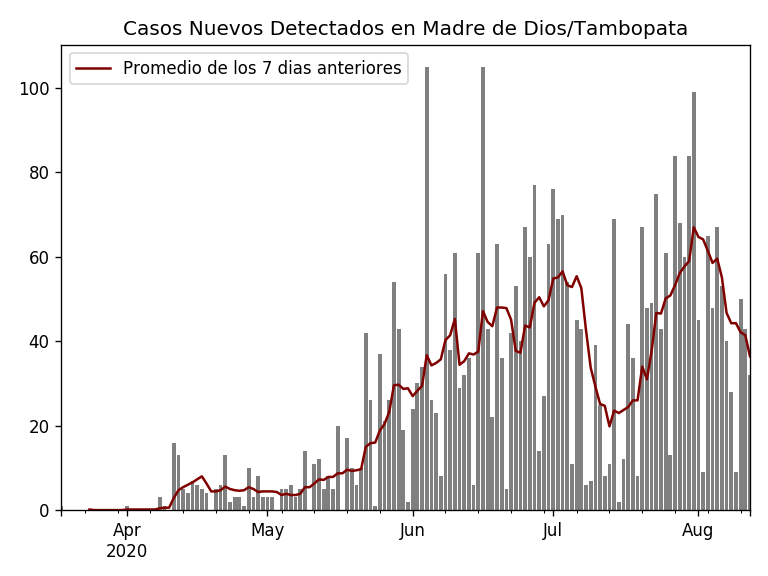 Casos Nuevos Detectados en Madre de Dios/Tambopata
Promedio de los 7 dias anteriores
100
80
60
40
20
0
Apr
2020
May
Jun
Jul
Aug